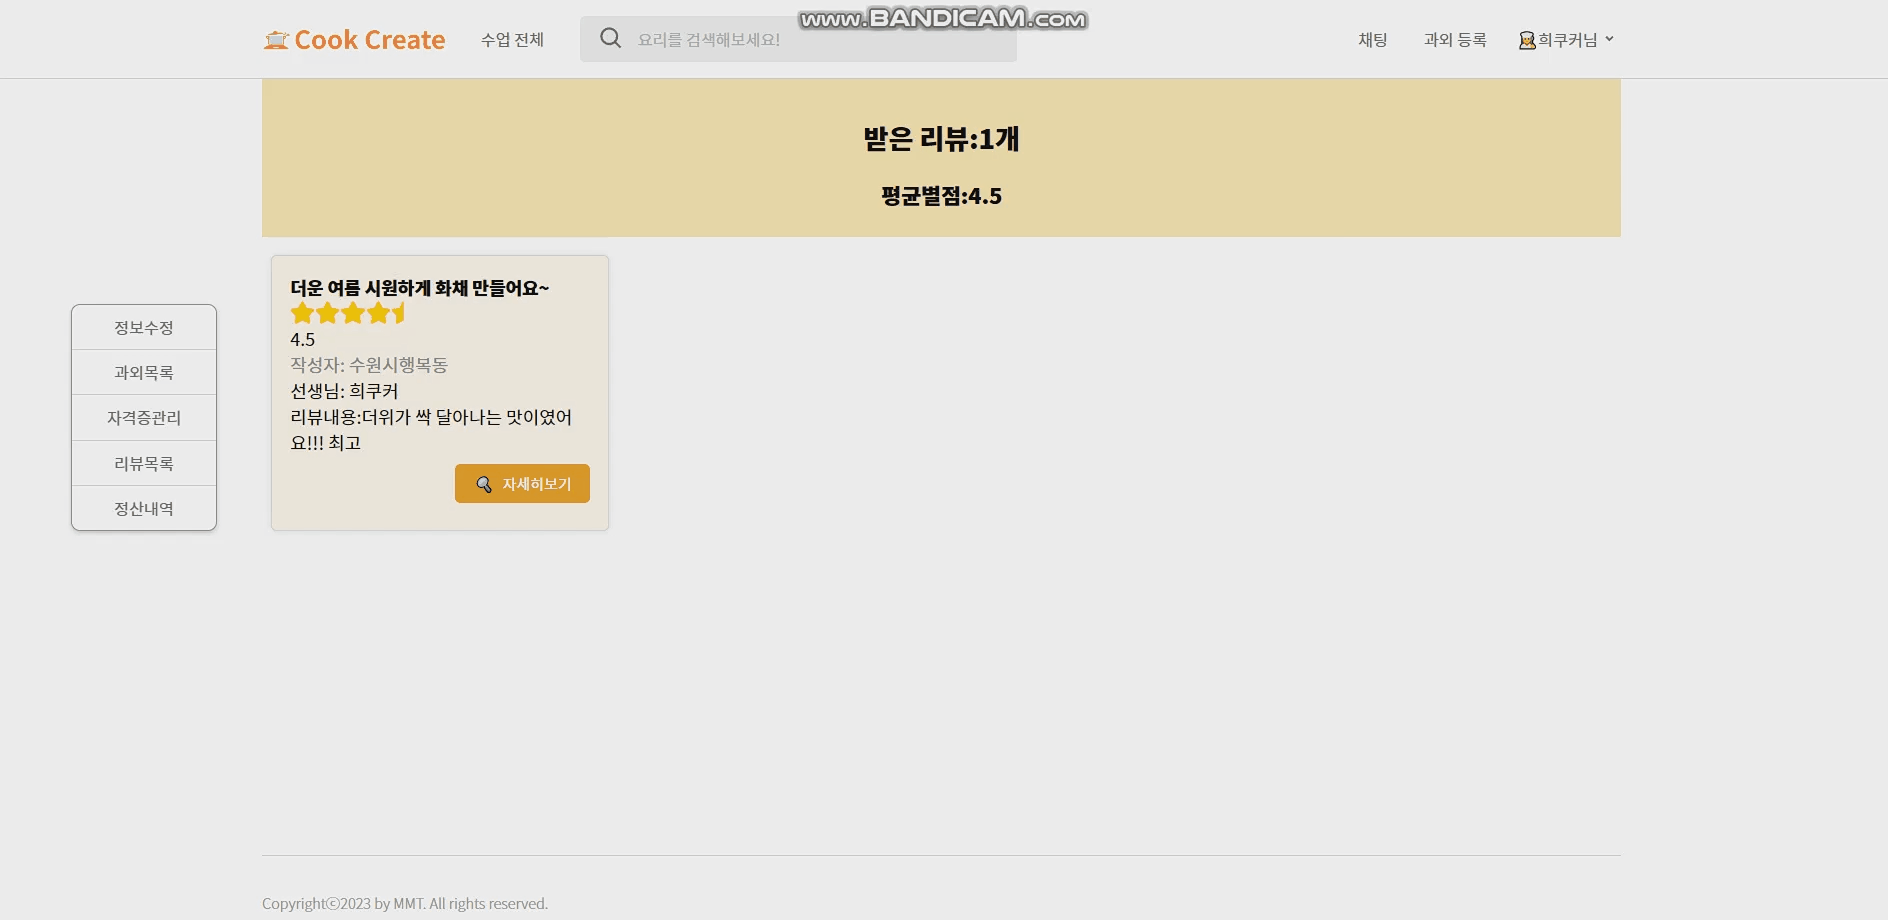 www.BANDICAM.com
Cook Create
수업 전체
요리를 검색해보세요!
채팅
과외 등록
희쿠커님
받은 리뷰:1개
평균별점:4.5
정보수정
과외목록
자격증관리
리뷰목록
정산내역
더운 여름 시원하게 화채 만들어요~
4.5
작성자: 수원시행복동
선생님: 희쿠커
리뷰내용:더위가 싹 달아나는 맛이였어
요!!! 최고
자세히보기
Copyrightⓒ2023 by MMT. All rights reserved.